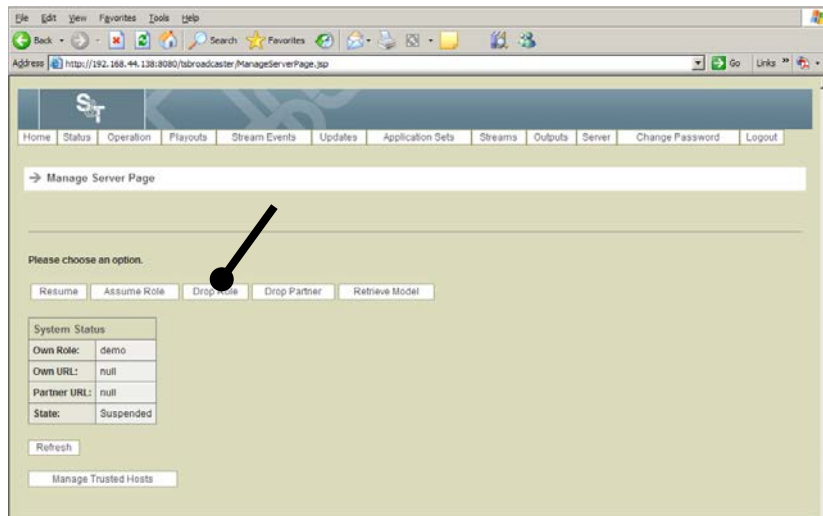 File Edit View Favorites Tools Help
Back Search Favorites
Address http://192.168.44.138:8080/tsbroadcaster/ManageServerPage.jsp Go Links »
S T
Home Status Operation Playouts Stream Events Updates Application Sets Streams Outputs Server Change Password Logout
Manage Server Page
Please choose an option.
Resume Assume Role Drop Role Drop Partner Retrieve Model
System Status
Own Role: demo
Own URL: null
Partner URL: null
State: Suspended
Refresh
Manage Trusted Hosts